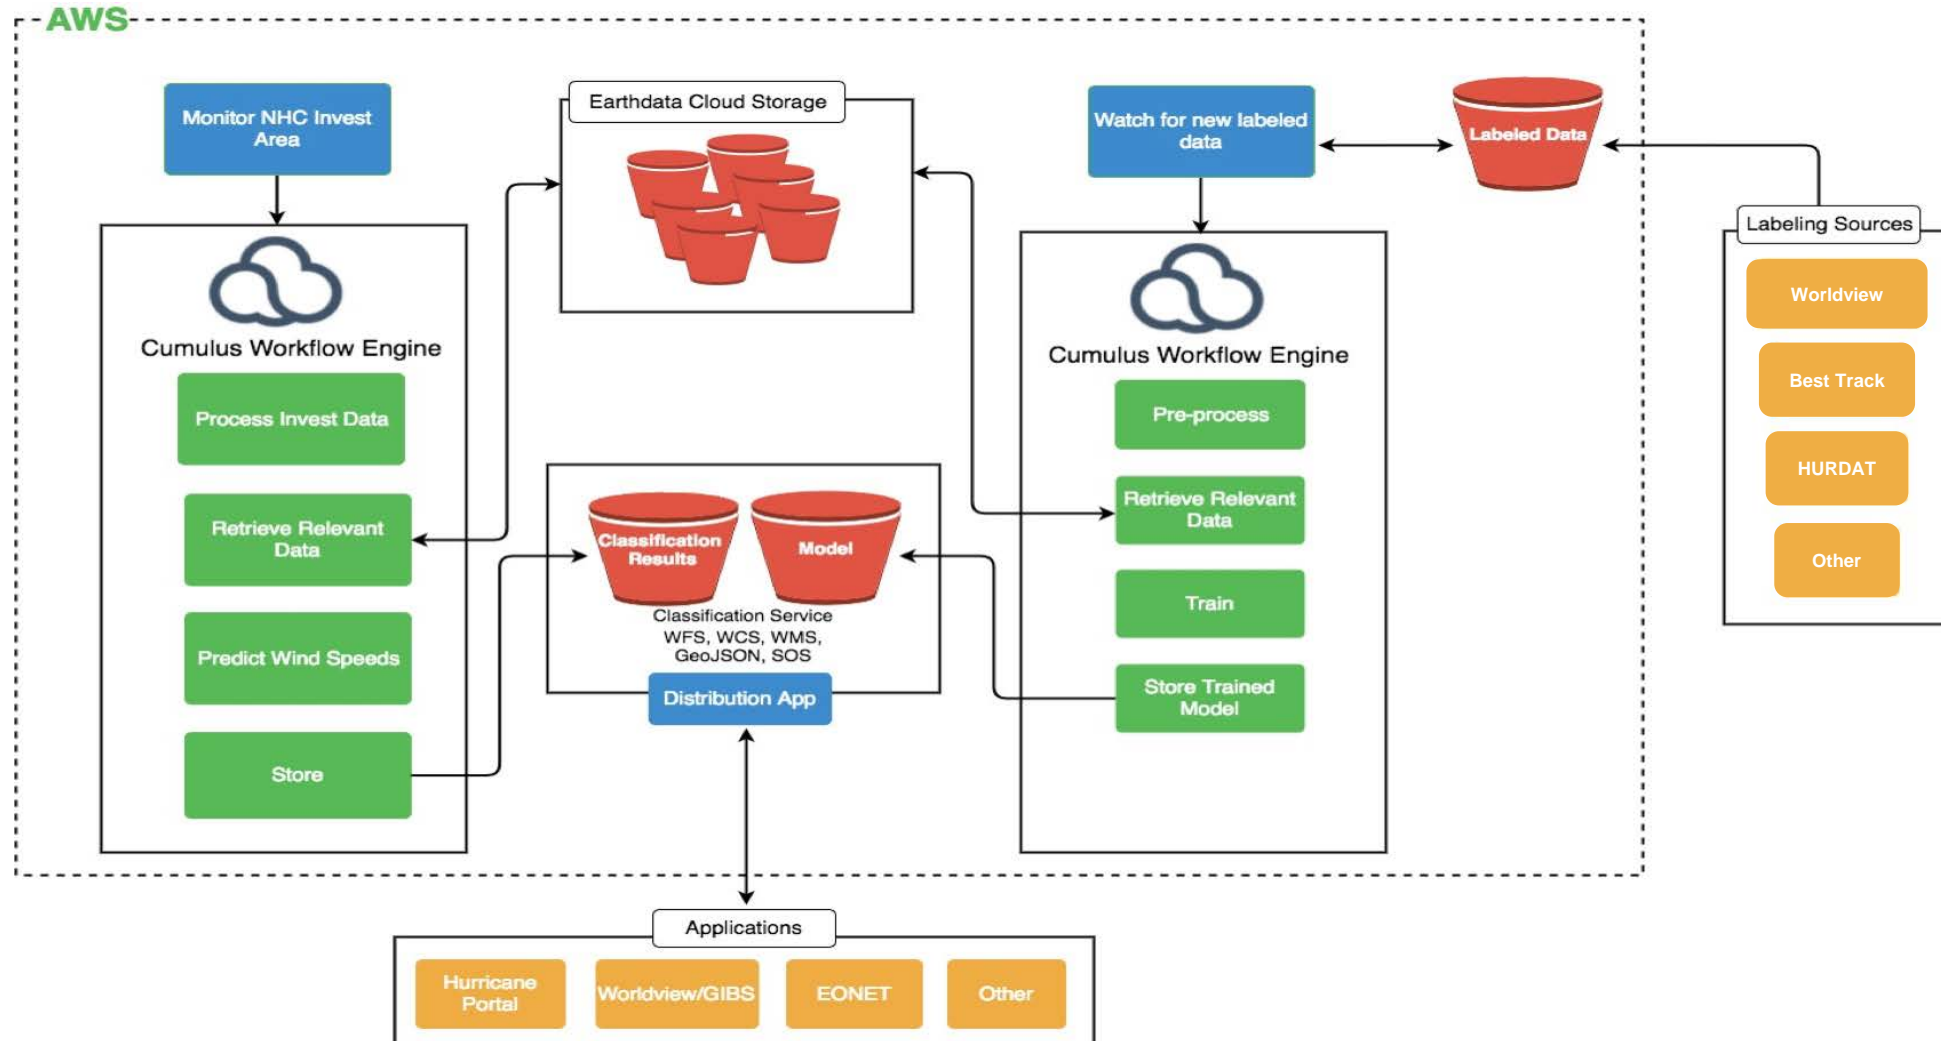 AWS
Monitor NHC Invest
Area
Cumulus Workflow Engine
Process Invest Data
Retrieve Relevant
Data
Predict Wind Speeds
Store
Earthdata Cloud Storage
Classification
Results
Model
Classification Service
WFS, WCS, WMS,
GeoJSON, SOS
Distribution App
Watch for new labeled
data
Cumulus Workflow Engine
Pre-process
Retrieve Relevant
Data
Train
Store Trained
Model
Labeled Data
Labeling Sources
Worldview
Best Track
HURDAT
Other
Applications
Hurricane
Portal
Worldview/GIBS
EONET
Other